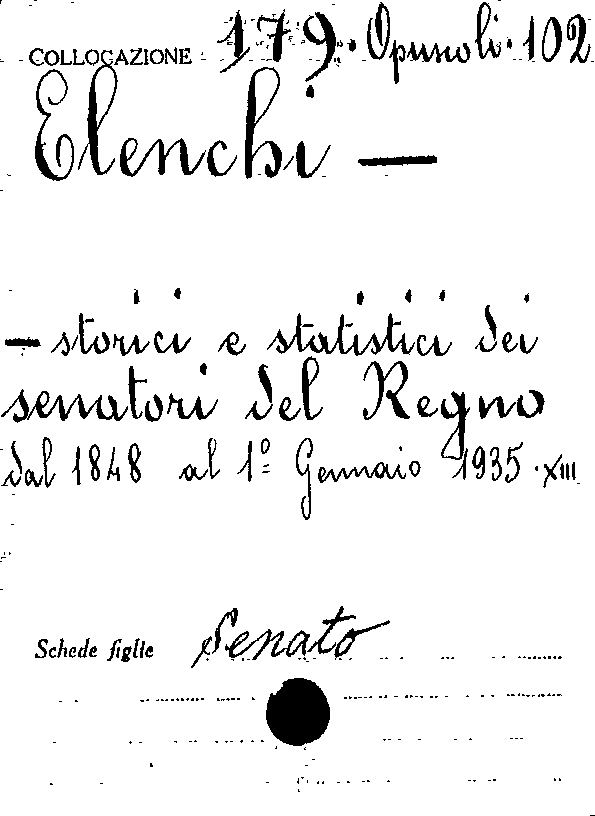 COLLOCAZIONE 179. Opuscoli. 102
Elenchi —
— storici e statistici dei
senatori del Regno
dal 1848 al 1º Gennaio 1935. XIII
Schede figlie Senato